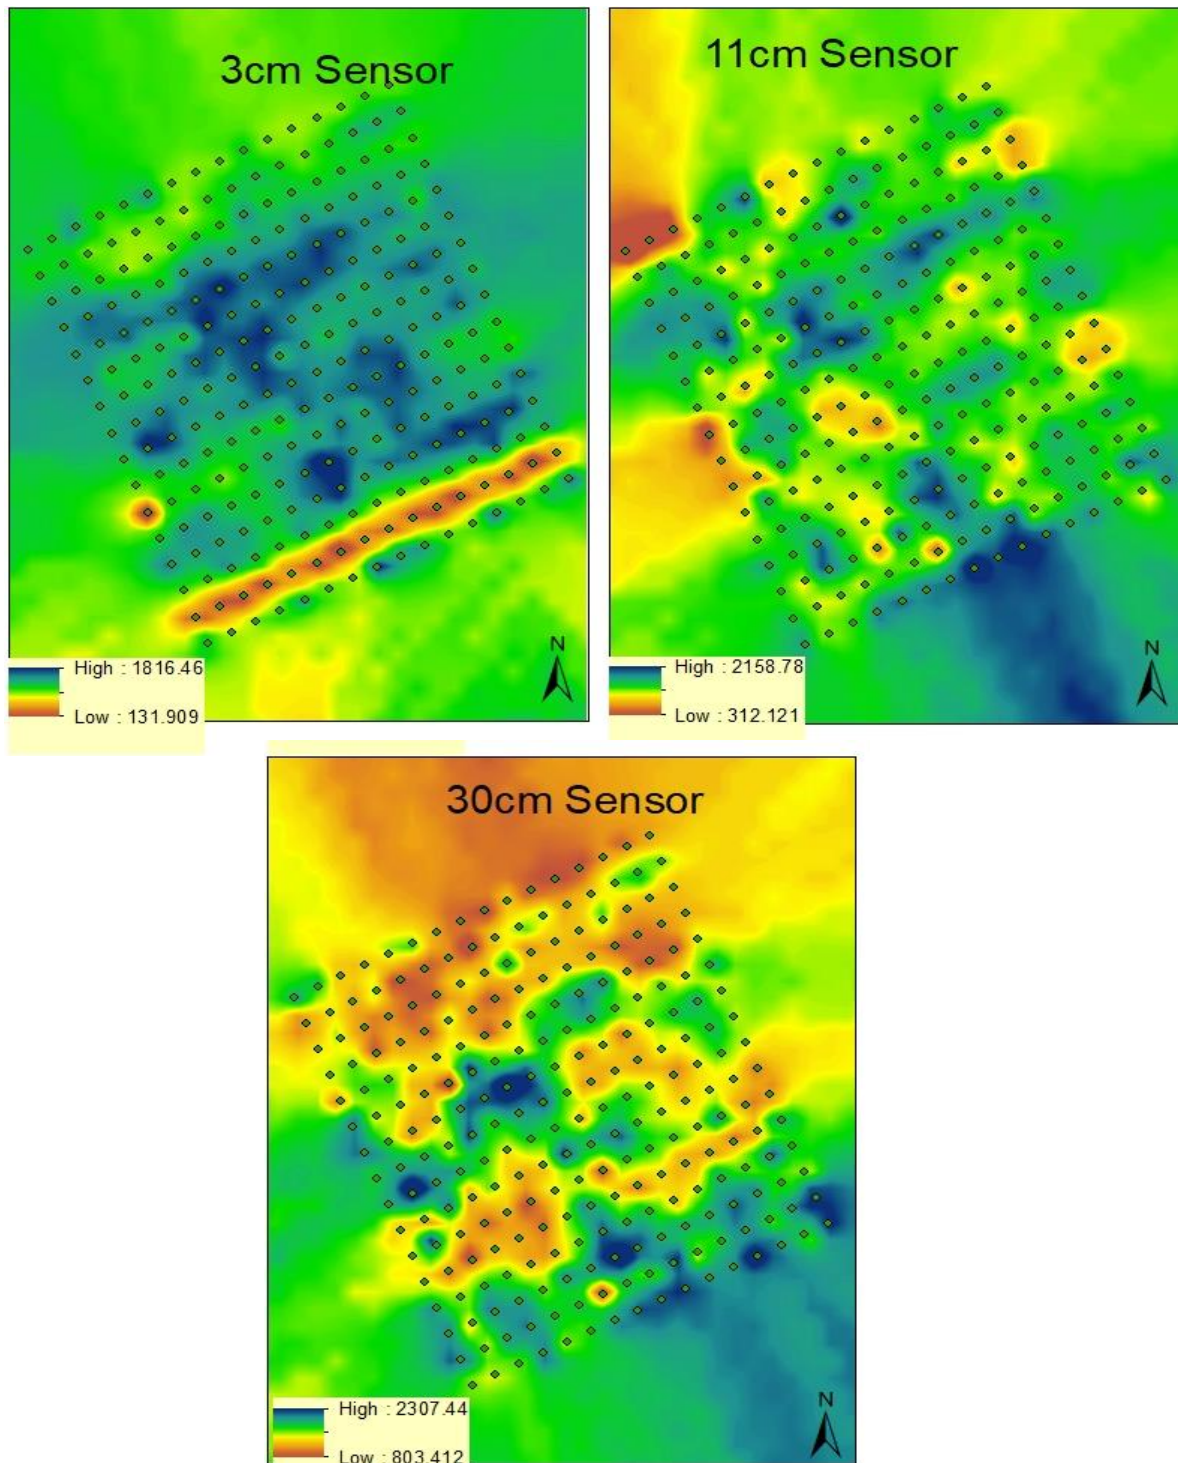 3cm Sensor
11cm Sensor
N
High : 1816.46
Low : 131.909
N
High : 2158.78
Low : 312.121
30cm Sensor
N
High : 2307.44
Low : 803.412